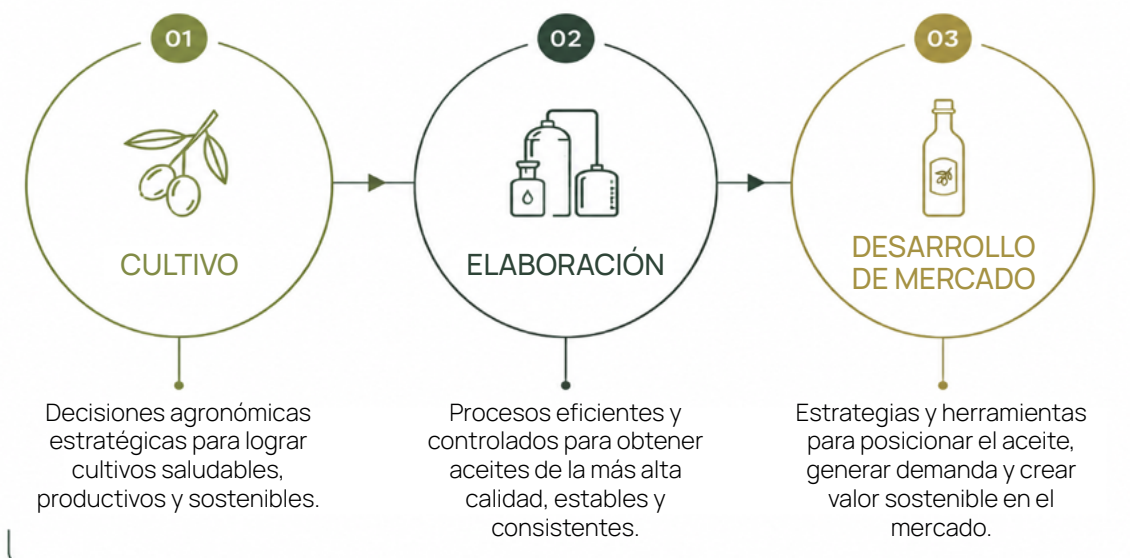 01
CULTIVO
Decisiones agronómicas
estratégicas para lograr
cultivos saludables,
productivos y sostenibles.
02
ELABORACIÓN
Procesos eficientes y
controlados para obtener
aceites de la más alta
calidad, estables y
consistentes.
03
DESARROLLO
DE MERCADO
Estrategias y herramientas
para posicionar el aceite,
generar demanda y crear
valor sostenible en el
mercado.